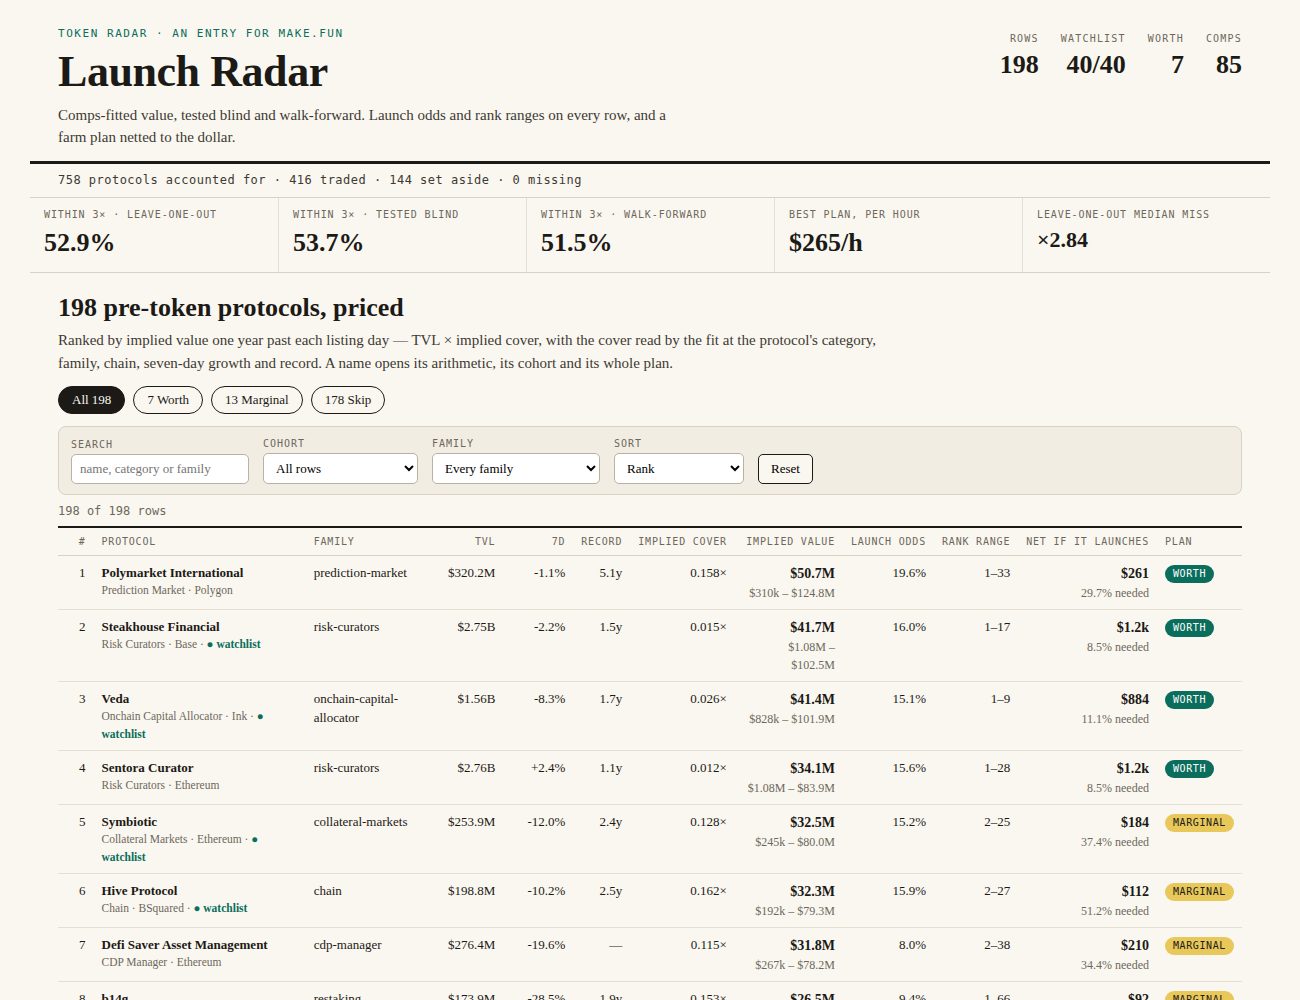 TOKEN RADAR · AN ENTRY FOR MAKE.FUN
Launch Radar
Comps-fitted value, tested blind and walk-forward. Launch odds and rank ranges on every row, and a
farm plan netted to the dollar.
ROWS WATCHLIST WORTH COMPS
198 40/40 7 85
758 protocols accounted for · 416 traded · 144 set aside · 0 missing
WITHIN 3× · LEAVE-ONE-OUT
52.9%
WITHIN 3× · TESTED BLIND
53.7%
WITHIN 3× · WALK-FORWARD
51.5%
BEST PLAN, PER HOUR
$265/h
LEAVE-ONE-OUT MEDIAN MISS
×2.84
198 pre-token protocols, priced
Ranked by implied value one year past each listing day — TVL × implied cover, with the cover read by the fit at the protocol's category,
family, chain, seven-day growth and record. A name opens its arithmetic, its cohort and its whole plan.
All 198 7 Worth 13 Marginal 178 Skip
SEARCH COHORT FAMILY SORT
name, category or family All rows Every family Rank Reset
198 of 198 rows
# PROTOCOL FAMILY TVL 7D RECORD IMPLIED COVER IMPLIED VALUE LAUNCH ODDS RANK RANGE NET IF IT LAUNCHES PLAN
1 Polymarket International prediction-market $320.2M -1.1% 5.1y 0.158× $50.7M 19.6% 1–33 $261 WORTH
Prediction Market · Polygon $310k – $124.8M 29.7% needed
2 Steakhouse Financial risk-curators $2.75B -2.2% 1.5y 0.015× $41.7M 16.0% 1–17 $1.2k WORTH
Risk Curators · Base · ● watchlist $1.08M – 8.5% needed
$102.5M
3 Veda onchain-capital- $1.56B -8.3% 1.7y 0.026× $41.4M 15.1% 1–9 $884 WORTH
Onchain Capital Allocator · Ink · ● allocator $828k – $101.9M 11.1% needed
watchlist
4 Sentora Curator risk-curators $2.76B +2.4% 1.1y 0.012× $34.1M 15.6% 1–28 $1.2k WORTH
Risk Curators · Ethereum $1.08M – $83.9M 8.5% needed
5 Symbiotic collateral-markets $253.9M -12.0% 2.4y 0.128× $32.5M 15.2% 2–25 $184 MARGINAL
Collateral Markets · Ethereum · ● $245k – $80.0M 37.4% needed
watchlist
6 Hive Protocol chain $198.8M -10.2% 2.5y 0.162× $32.3M 15.9% 2–27 $112 MARGINAL
Chain · BSquared · ● watchlist $192k – $79.3M 51.2% needed
7 Defi Saver Asset Management cdp-manager $276.4M -19.6% — 0.115× $31.8M 8.0% 2–38 $210 MARGINAL
CDP Manager · Ethereum $267k – $78.2M 34.4% needed
8 b14g restaking $173.9M -28.5% 1.9y 0.153× $26.5M 9.4% 1–66 $92 MARGINAL